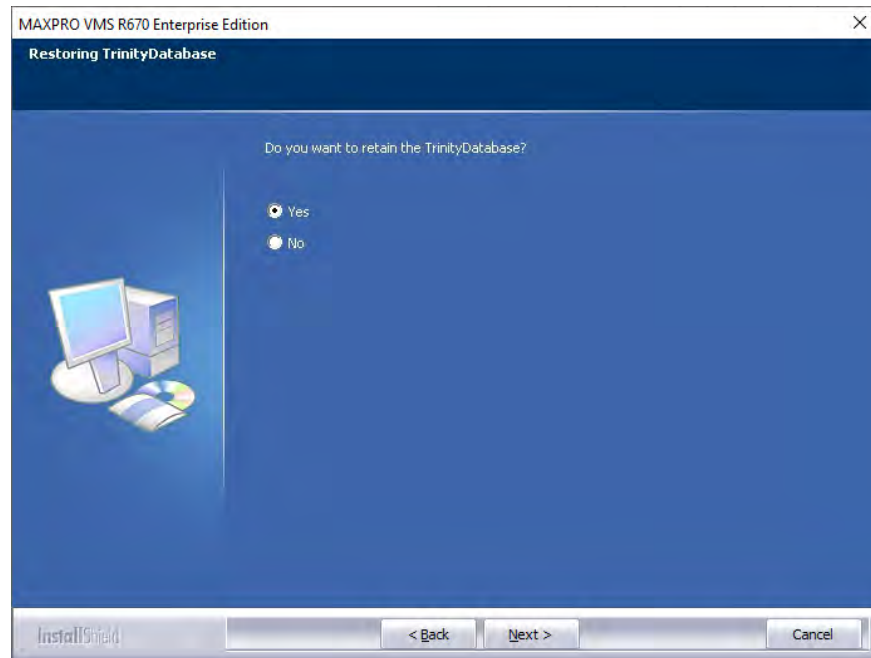 MAXPRO VMS R670 Enterprise Edition
Restoring TrinityDatabase
Do you want to retain the TrinityDatabase?
Yes
No
InstallShield
< Back Next > Cancel